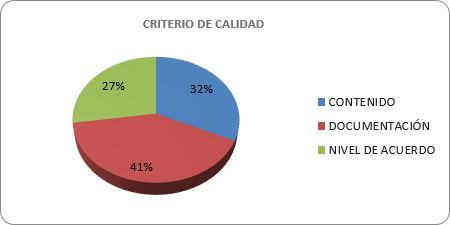 CRITERIO DE CALIDAD
27%
32%
41%
CONTENIDO
DOCUMENTACIÓN
NIVEL DE ACUERDO